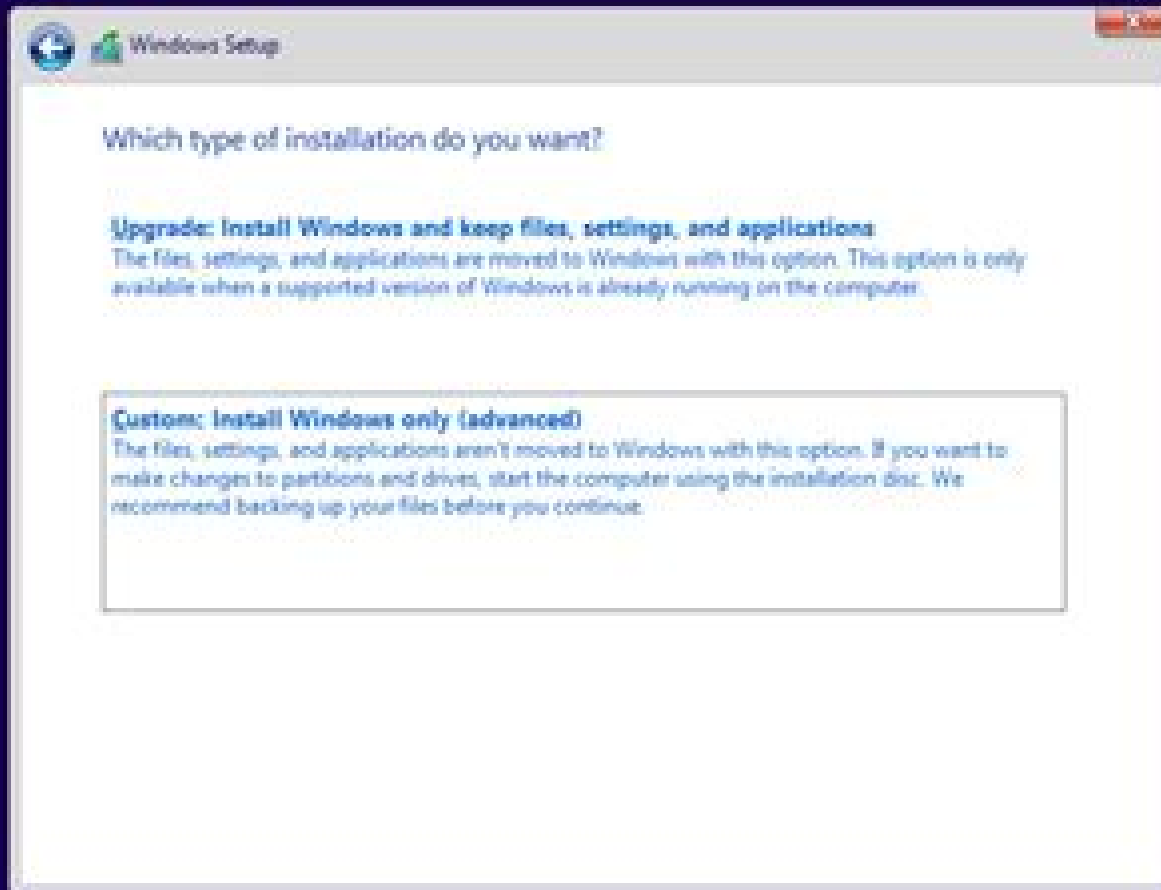 Windows Setup
Which type of installation do you want?
Upgrade: Install Windows and keep files, settings, and applications
The files, settings, and applications are moved to Windows with this option. This option is only
available when a supported version of Windows is already running on the computer.
Custom: Install Windows only (advanced)
The files, settings, and applications aren't moved to Windows with this option. If you want to
make changes to partitions and drives, start the computer using the installation disc. We
recommend backing up your files before you continue.